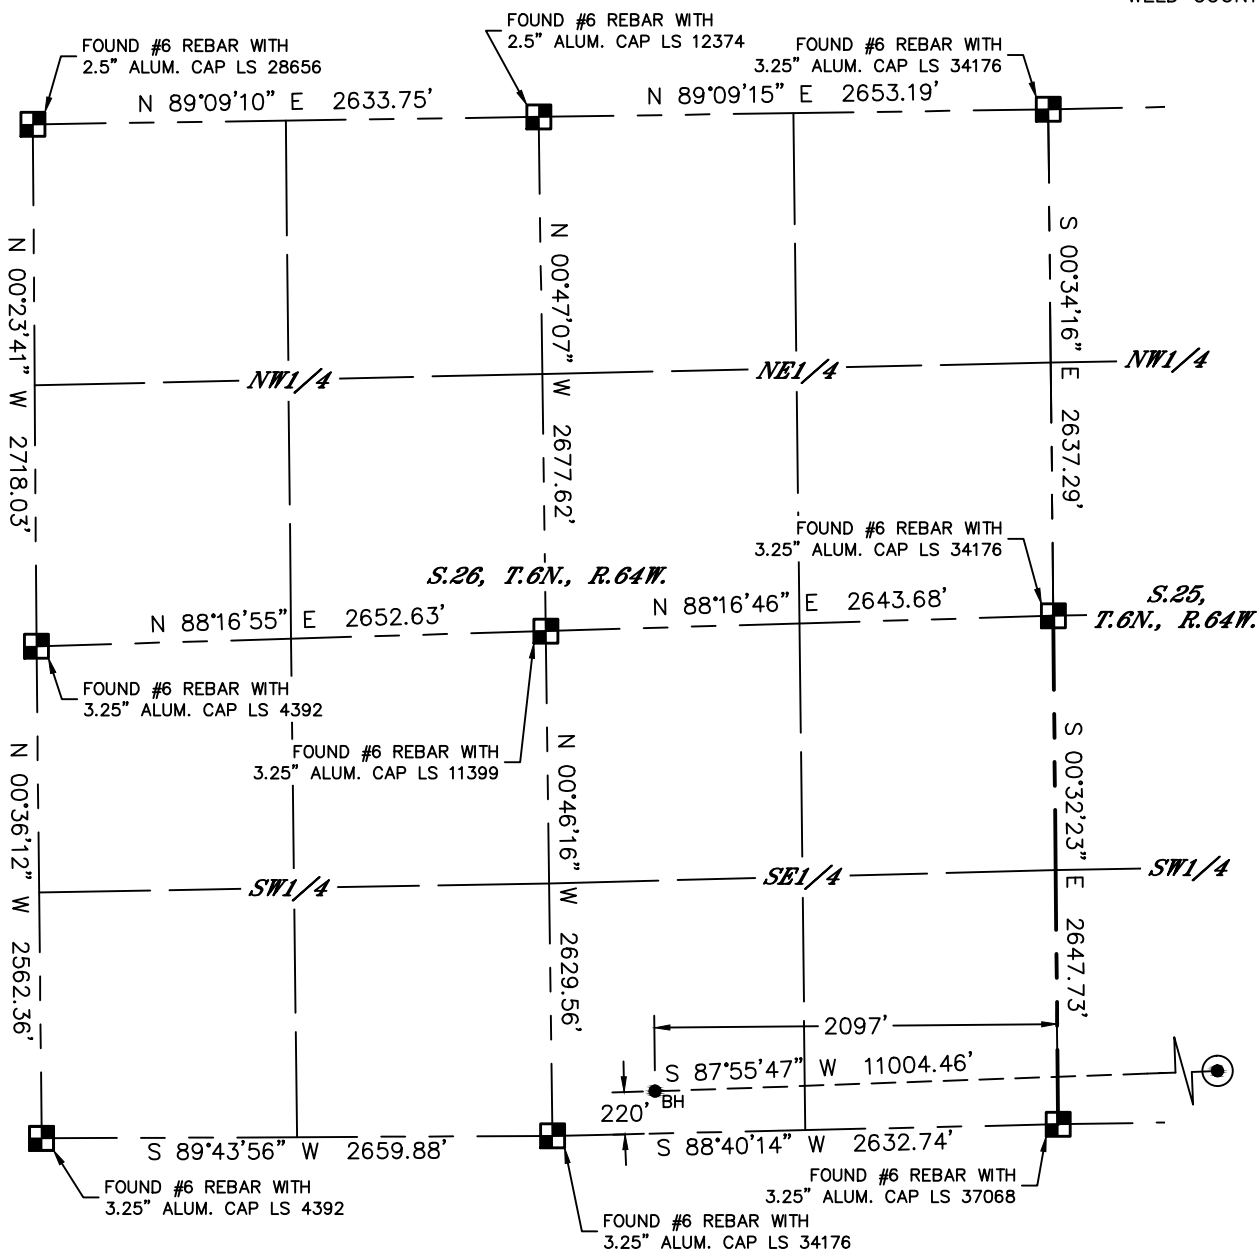 FOUND #6 REBAR WITH
2.5" ALUM. CAP LS 28656
FOUND #6 REBAR WITH
2.5" ALUM. CAP LS 12374
FOUND #6 REBAR WITH
3.25" ALUM. CAP LS 34176
N 89°09'10" E 2633.75'
N 89°09'15" E 2653.19'
N 00°23'41" W 2718.03'
N 00°47'07" W 2677.62'
S 00°34'16" E 2637.29'
NW1/4
NE1/4
NW1/4
FOUND #6 REBAR WITH
3.25" ALUM. CAP LS 34176
S.26, T.6N., R.64W.
S.25,
T.6N., R.64W.
N 88°16'55" E 2652.63'
N 88°16'46" E 2643.68'
FOUND #6 REBAR WITH
3.25" ALUM. CAP LS 4392
FOUND #6 REBAR WITH
3.25" ALUM. CAP LS 11399
N 00°36'12" W 2562.36'
N 00°46'16" W 2629.56'
S 00°32'23" E 2647.73'
SW1/4
SE1/4
SW1/4
2097'
S 87°55'47" W 11004.46'
BH
220'
S 89°43'56" W 2659.88'
S 88°40'14" W 2632.74'
FOUND #6 REBAR WITH
3.25" ALUM. CAP LS 4392
FOUND #6 REBAR WITH
3.25" ALUM. CAP LS 37068
FOUND #6 REBAR WITH
3.25" ALUM. CAP LS 34176